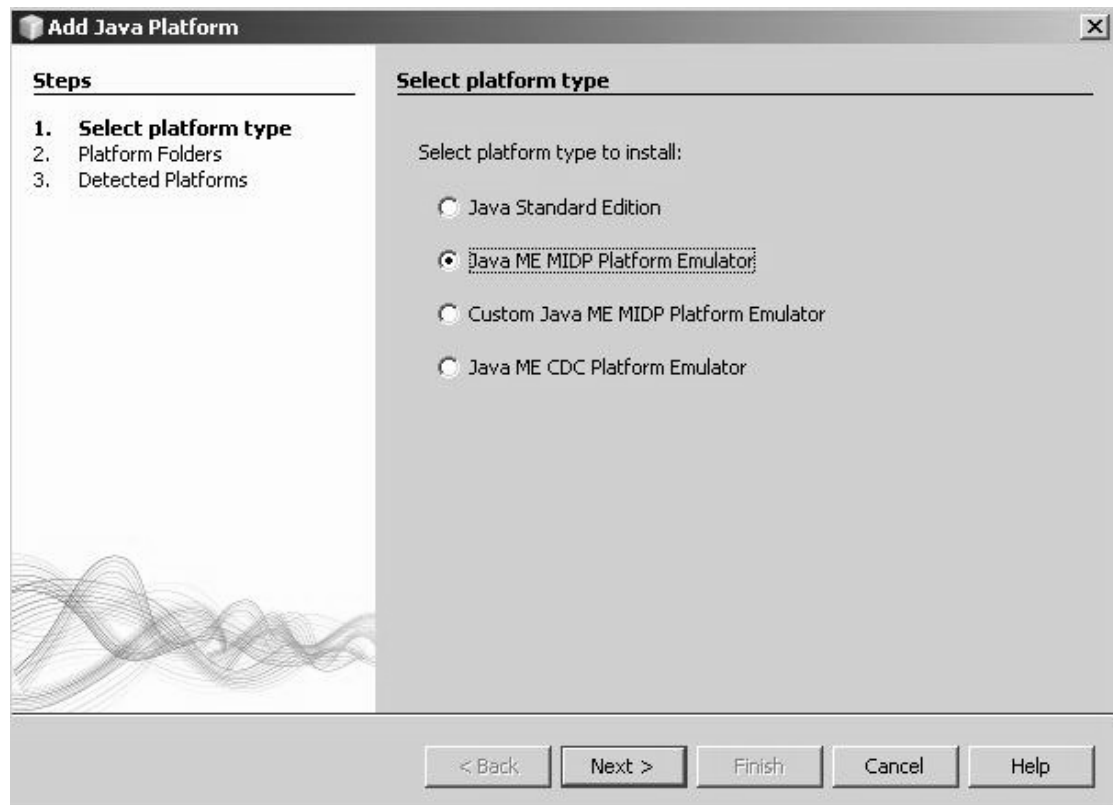 Add Java Platform
Steps
1. Select platform type
2. Platform Folders
3. Detected Platforms
Select platform type
Select platform type to install:
Java Standard Edition
Java ME MIDP Platform Emulator
Custom Java ME MIDP Platform Emulator
Java ME CDC Platform Emulator
< Back Next > Finish Cancel Help